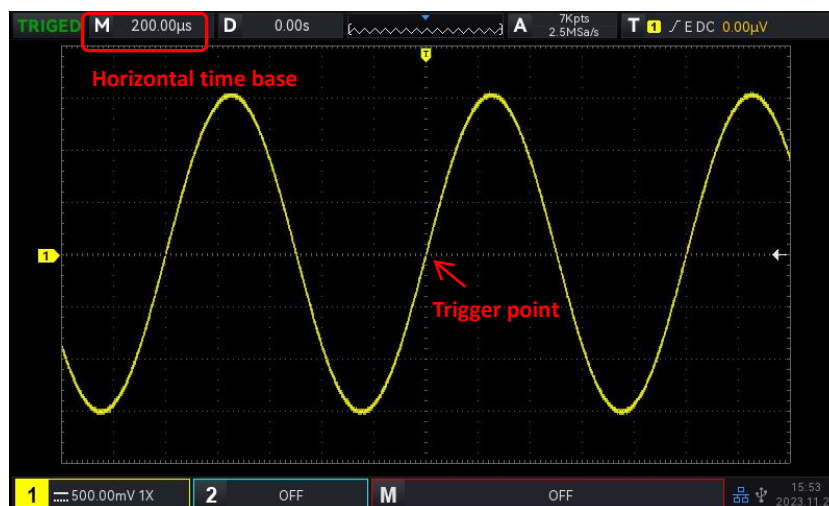 TRIGED M 200.00µs D 0.00s A 7Kpts 2.5MSa/s T 1 E DC 0.00µV
Horizontal time base
T
1
Trigger point
1 500.00mV 1X 2 OFF M OFF 15:53
2023.11.2